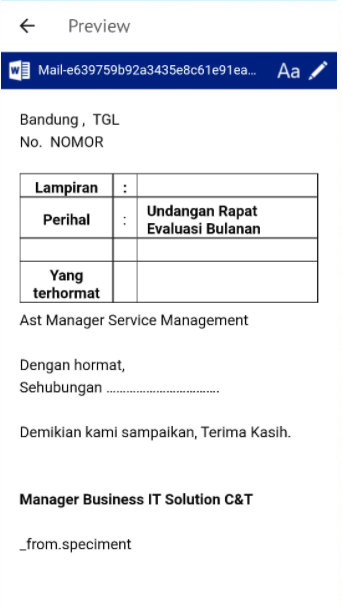 Preview
Mail-e639759b92a3435e8c61e91ea... Aa
Bandung , TGL
No. NOMOR
Lampiran :
Perihal : Undangan Rapat
Evaluasi Bulanan
Yang
terhormat
Ast Manager Service Management
Dengan hormat,
Sehubungan ......................................
Demikian kami sampaikan, Terima Kasih.
Manager Business IT Solution C&T
_from.speciment